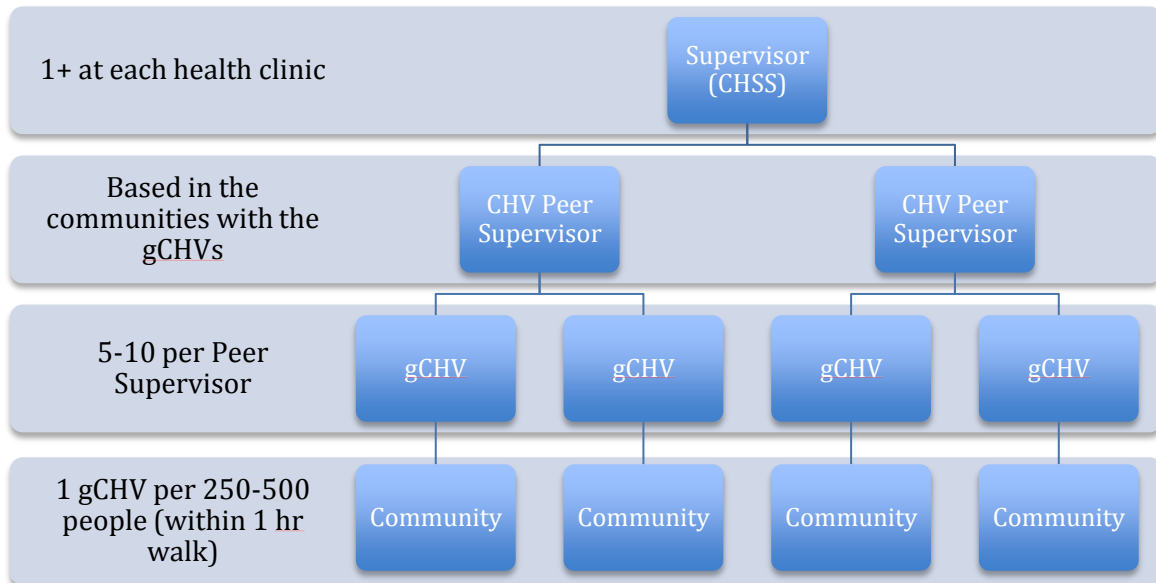 1+ at each health clinic
Supervisor
(CHSS)
Based in the
communities with the
gCHVs
CHV Peer
Supervisor
CHV Peer
Supervisor
5-10 per Peer
Supervisor
gCHV
gCHV
gCHV
gCHV
1 gCHV per 250-500
people (within 1 hr
walk)
Community
Community
Community
Community